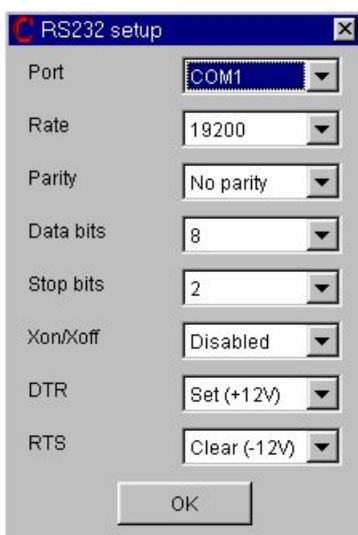 RS232 setup
Port COM1
Rate 19200
Parity No parity
Data bits 8
Stop bits 2
Xon/Xoff Disabled
DTR Set (+12V)
RTS Clear (-12V)
OK